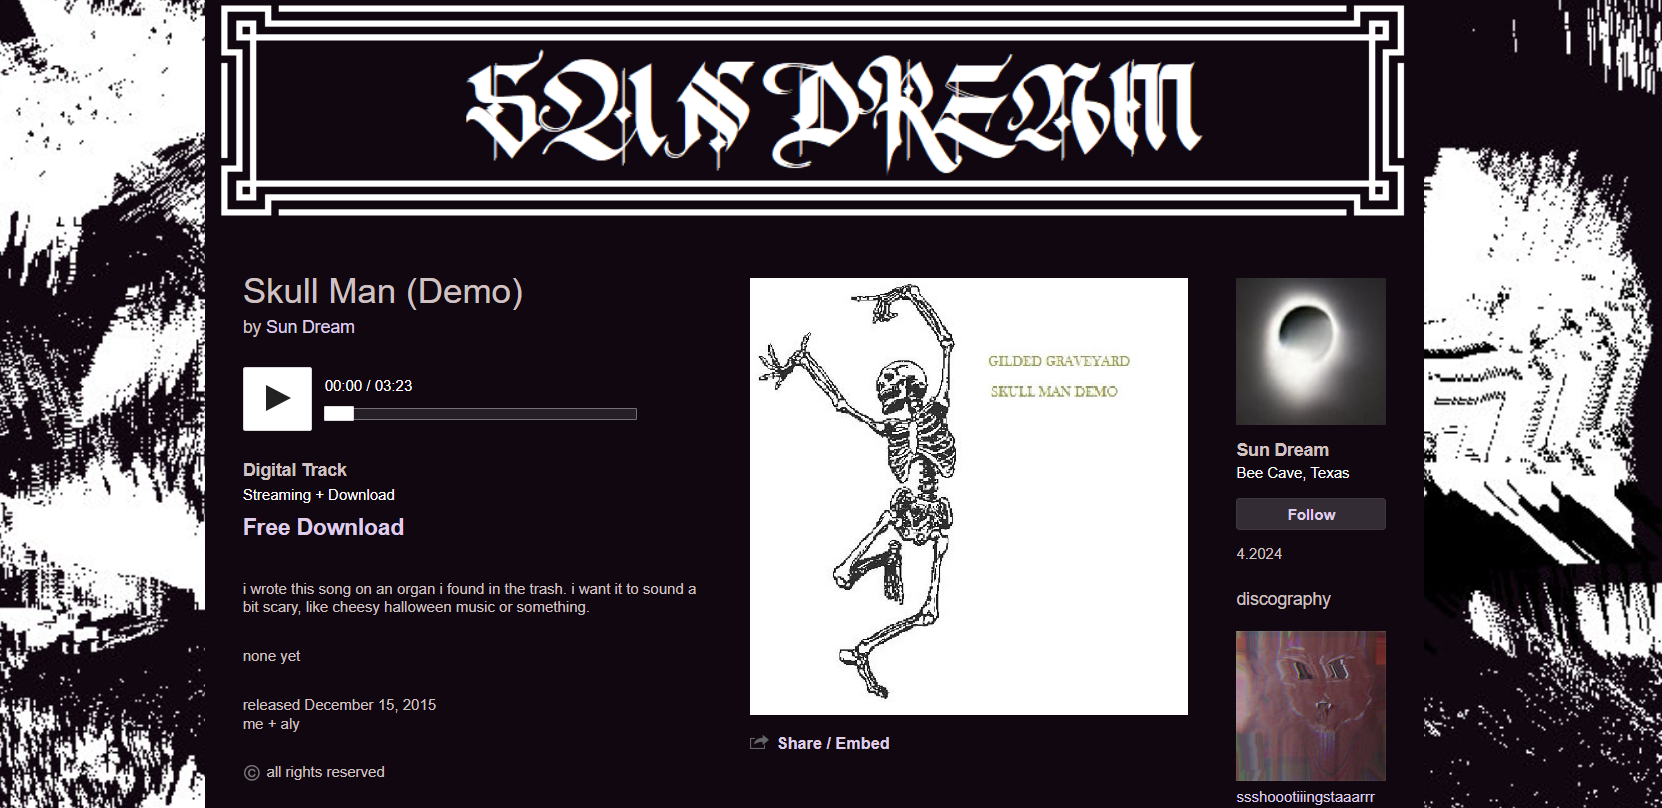 SUN DREAM
Skull Man (Demo)
by Sun Dream
00:00 / 03:23
Digital Track
Streaming + Download
Free Download
i wrote this song on an organ i found in the trash. i want it to sound a
bit scary, like cheesy halloween music or something.
none yet
released December 15, 2015
me + aly
© all rights reserved
GILDED GRAVEYARD
SKULL MAN DEMO
Share / Embed
Sun Dream
Bee Cave, Texas
Follow
4.2024
discography
ssshoootiiingstaaarrr